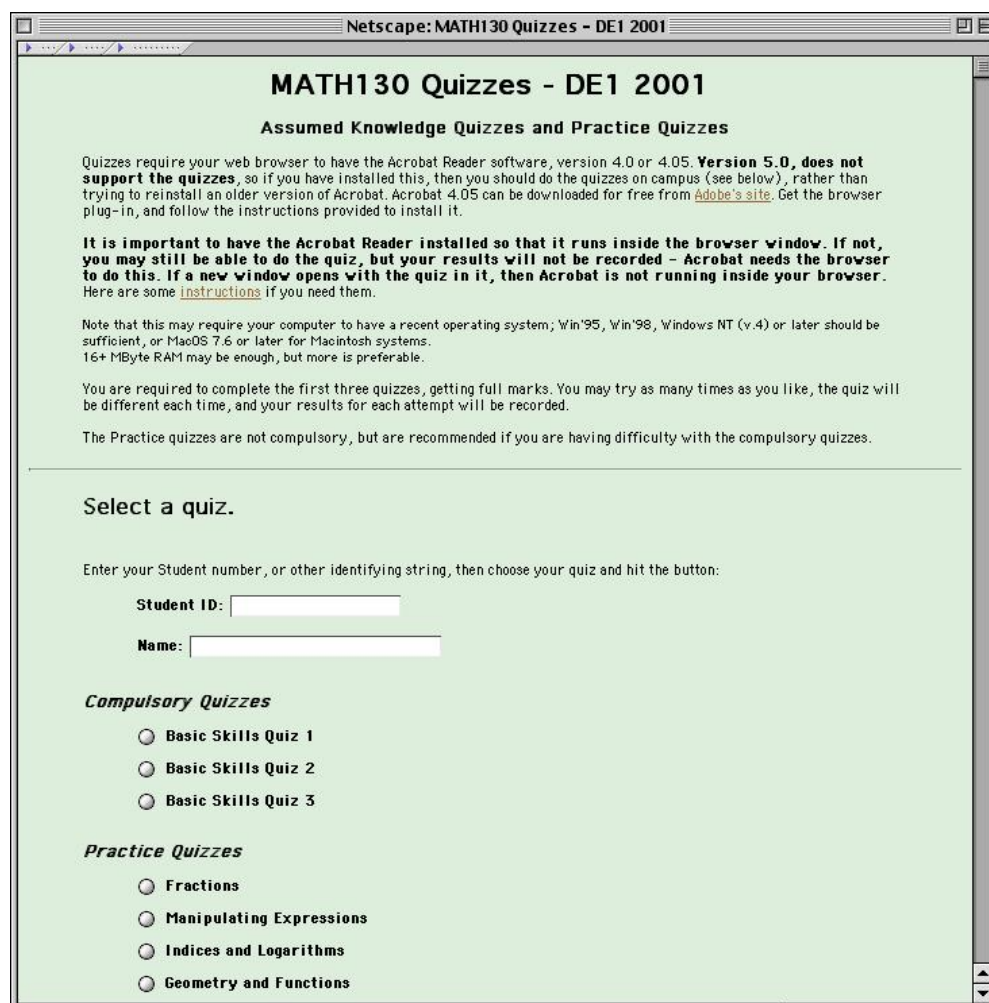 Netscape: MATH130 Quizzes - DE1 2001
MATH130 Quizzes - DE1 2001
Assumed Knowledge Quizzes and Practice Quizzes
Quizzes require your web browser to have the Acrobat Reader software, version 4.0 or 4.05. Version 5.0, does not
support the quizzes, so if you have installed this, then you should do the quizzes on campus (see below), rather than
trying to reinstall an older version of Acrobat. Acrobat 4.05 can be downloaded for free from Adobe's site. Get the browser
plug-in, and follow the instructions provided to install it.
It is important to have the Acrobat Reader installed so that it runs inside the browser window. If not,
you may still be able to do the quiz, but your results will not be recorded - Acrobat needs the browser
to do this. If a new window opens with the quiz in it, then Acrobat is not running inside your browser.
Here are some instructions if you need them.
Note that this may require your computer to have a recent operating system; Win'95, Win'98, Windows NT (v.4) or later should be
sufficient, or MacOS 7.6 or later for Macintosh systems.
16+ MByte RAM may be enough, but more is preferable.
You are required to complete the first three quizzes, getting full marks. You may try as many times as you like, the quiz will
be different each time, and your results for each attempt will be recorded.
The Practice quizzes are not compulsory, but are recommended if you are having difficulty with the compulsory quizzes.
Select a quiz.
Enter your Student number, or other identifying string, then choose your quiz and hit the button:
Student ID:
Name:
Compulsory Quizzes
Basic Skills Quiz 1
Basic Skills Quiz 2
Basic Skills Quiz 3
Practice Quizzes
Fractions
Manipulating Expressions
Indices and Logarithms
Geometry and Functions